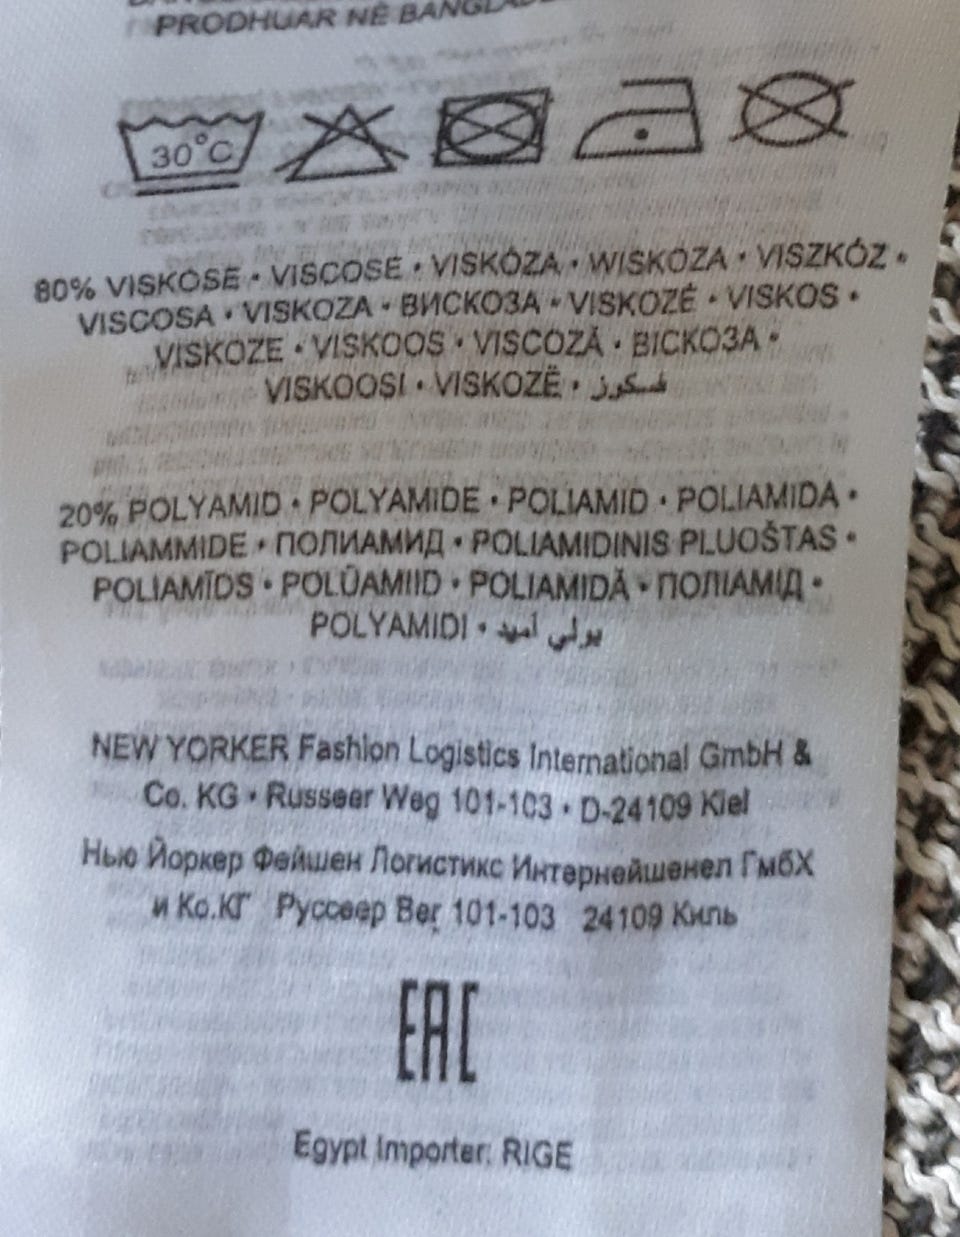 PRODHUAR NË BANGLADE
30°C
80% VISKOSE • VISCOSE • VISKÓZA • WISKOZA • VISZKÓZ •
VISCOSA • VISKOZA • ВИСКОЗА • VISKOZĖ • VISKOS •
VISKOZE • VISKOOS • VISCOZĂ • ВІСКОЗА •
VISKOOSI • VISKOZË • فسكوز
20% POLYAMID • POLYAMIDE • POLIAMID • POLIAMIDA •
POLIAMMIDE • ПОЛИАМИД • POLIAMIDINIS PLUOŠTAS •
POLIAMĪDS • POLÜAMIID • POLIAMIDĂ • ПОЛІАМІД •
POLYAMIDI • بولي اميد
NEW YORKER Fashion Logistics International GmbH &
Co. KG • Russeer Weg 101-103 • D-24109 Kiel
Нью Йоркер Фейшен Логистикс Интернейшенел ГмбХ
и Ко.КГ Руссеер Вег 101-103 24109 Киль
EAC
Egypt Importer: RIGE